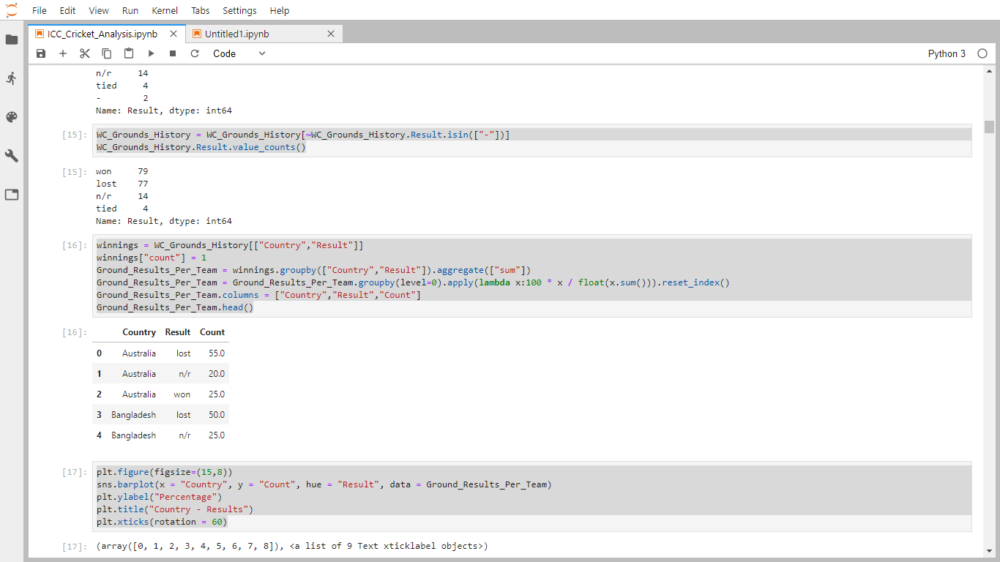 File Edit View Run Kernel Tabs Settings Help
ICC_Cricket_Analysis.ipynb Untitled1.ipynb
Code Python 3
n/r 14
tied 4
- 2
Name: Result, dtype: int64
[15]: WC_Grounds_History = WC_Grounds_History[~WC_Grounds_History.Result.isin(["-"])]
WC_Grounds_History.Result.value_counts()
[15]: won 79
lost 77
n/r 14
tied 4
Name: Result, dtype: int64
[16]: winnings = WC_Grounds_History[["Country","Result"]]
winnings["count"] = 1
Ground_Results_Per_Team = winnings.groupby(["Country","Result"]).aggregate(["sum"])
Ground_Results_Per_Team = Ground_Results_Per_Team.groupby(level=0).apply(lambda x:100 * x / float(x.sum())).reset_index()
Ground_Results_Per_Team.columns = ["Country","Result","Count"]
Ground_Results_Per_Team.head()
[16]: Country Result Count
0 Australia lost 55.0
1 Australia n/r 20.0
2 Australia won 25.0
3 Bangladesh lost 50.0
4 Bangladesh n/r 25.0
[17]: plt.figure(figsize=(15,8))
sns.barplot(x = "Country", y = "Count", hue = "Result", data = Ground_Results_Per_Team)
plt.ylabel("Percentage")
plt.title("Country - Results")
plt.xticks(rotation = 60)
[17]: (array([0, 1, 2, 3, 4, 5, 6, 7, 8]), <a list of 9 Text xticklabel objects>)